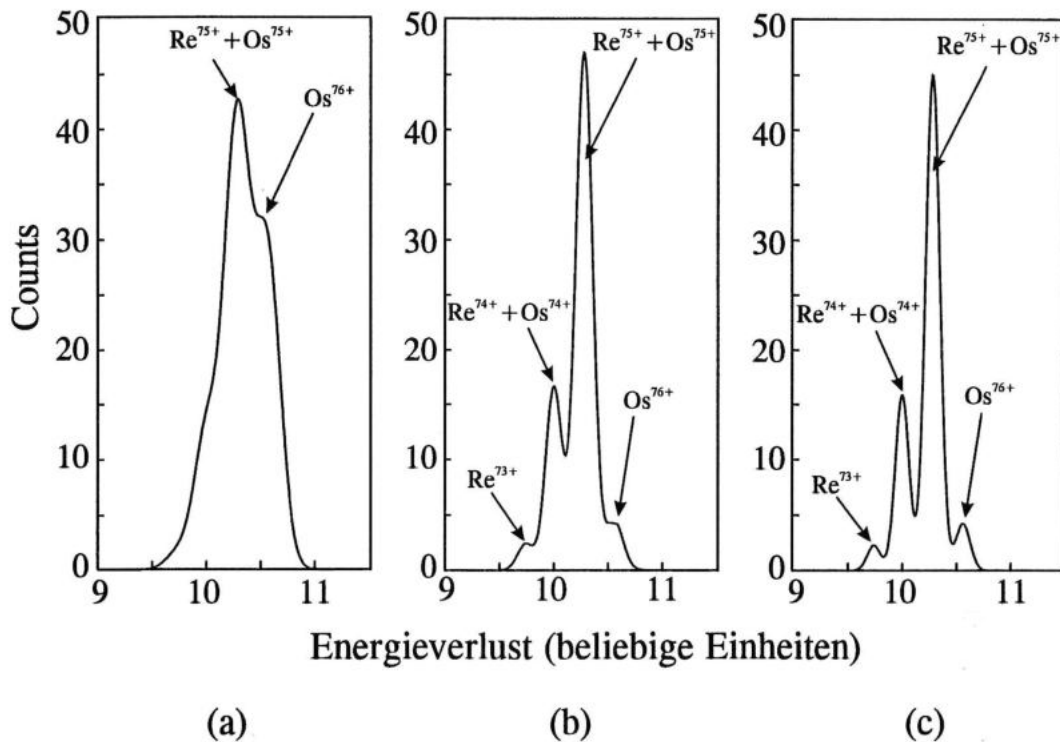 50
40
30
20
10
0
Counts
Re⁷⁵⁺+Os⁷⁵⁺
Os⁷⁶⁺
9 10 11
50
40
30
20
10
0
Re⁷⁵⁺+Os⁷⁵⁺
Re⁷⁴⁺+Os⁷⁴⁺
Os⁷⁶⁺
Re⁷³⁺
9 10 11
50
40
30
20
10
0
Re⁷⁵⁺+Os⁷⁵⁺
Re⁷⁴⁺+Os⁷⁴⁺
Os⁷⁶⁺
Re⁷³⁺
9 10 11
Energieverlust (beliebige Einheiten)
(a) (b) (c)